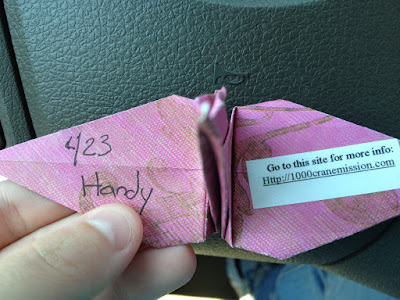 4/23
Handy
Go to this site for more info:
Http://1000cranemission.com